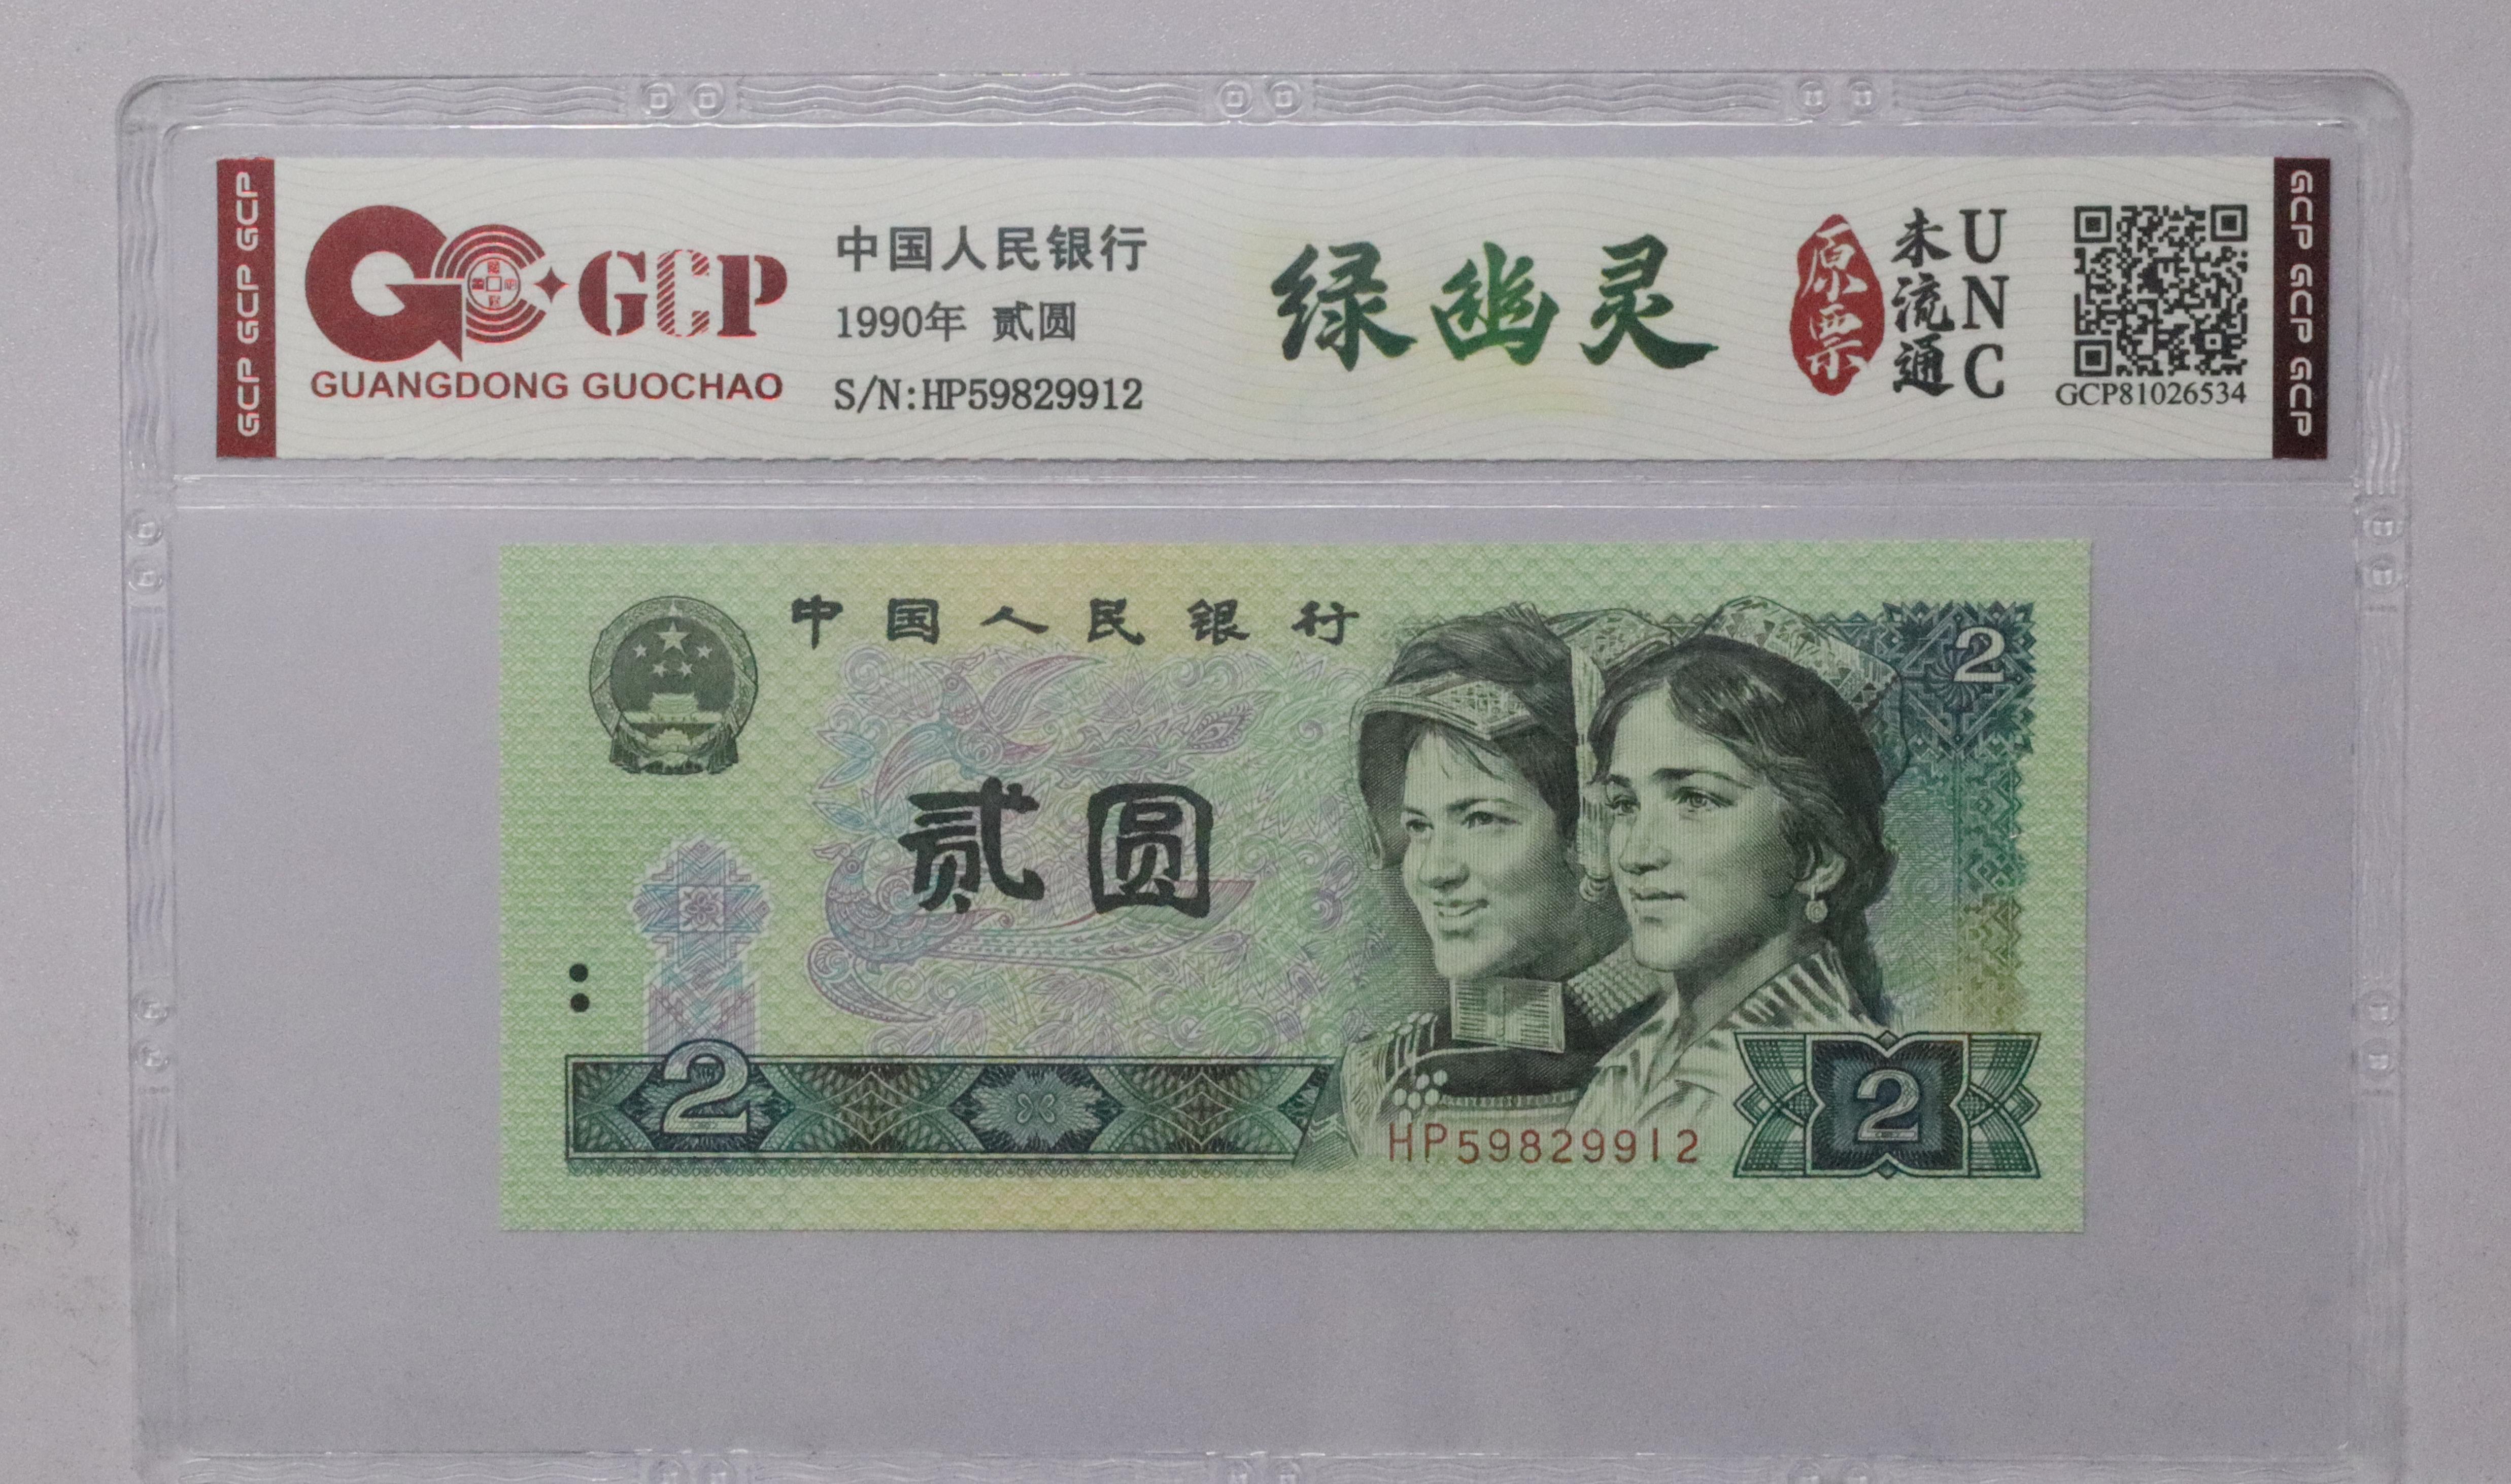 GCP GCP GCP
GCP
GUANGDONG GUOCHAO
中国人民银行
1990年 贰圆
S/N:HP59829912
绿幽灵
原票
未流通
UNC
GCP81026534
GCP GCP GCP
中国人民银行
2
贰圆
2
HP59829912
2